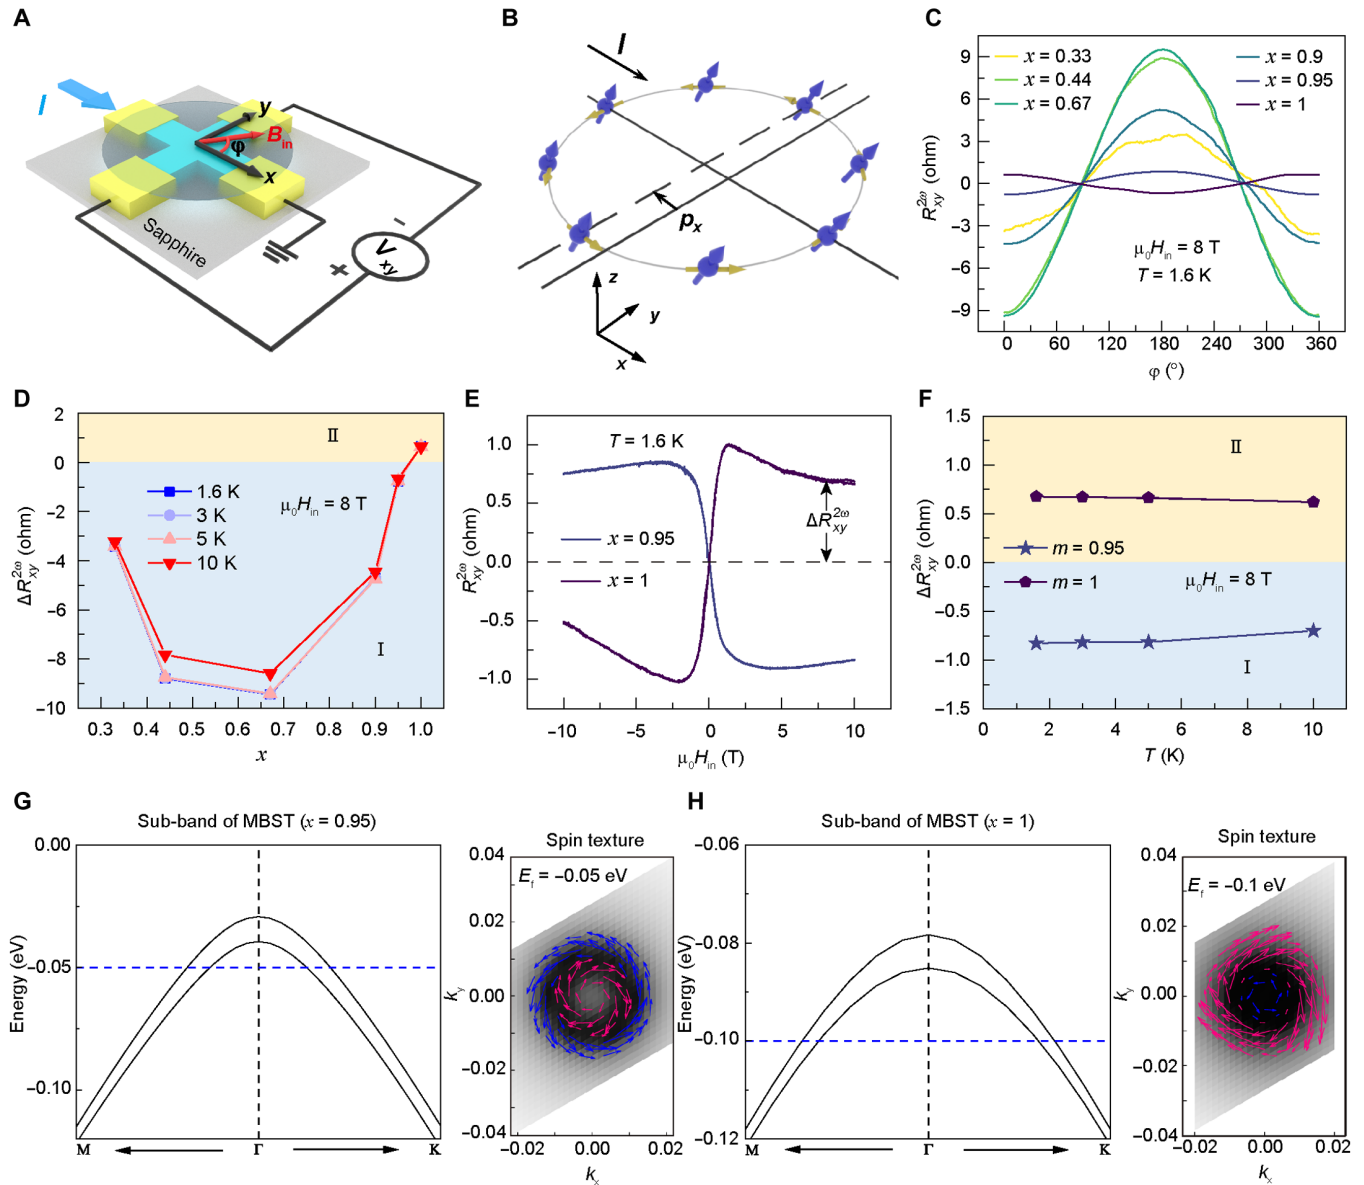 A
I
y
B_in
φ
x
Sapphire
−
+
V_xy
B
I
p_x
z
y
x
C
R_xy^2ω (ohm)
9
6
3
0
−3
−6
−9
x = 0.33
x = 0.44
x = 0.67
x = 0.9
x = 0.95
x = 1
μ₀H_in = 8 T
T = 1.6 K
0 60 120 180 240 300 360
φ (°)
D
ΔR_xy^2ω (ohm)
2
0
−2
−4
−6
−8
−10
II
1.6 K
3 K
5 K
10 K
μ₀H_in = 8 T
I
0.3 0.4 0.5 0.6 0.7 0.8 0.9 1.0
x
E
R_xy^2ω (ohm)
1.0
0.5
0.0
−0.5
−1.0
T = 1.6 K
ΔR_xy^2ω
x = 0.95
x = 1
−10 −5 0 5 10
μ₀H_in (T)
F
ΔR_xy^2ω (ohm)
1.5
1.0
0.5
0.0
−0.5
−1.0
−1.5
II
m = 0.95
m = 1
μ₀H_in = 8 T
I
0 2 4 6 8 10
T (K)
G
Sub-band of MBST (x = 0.95)
Energy (eV)
0.00
−0.05
−0.10
M Γ K
Spin texture
E_f = −0.05 eV
k_y
0.04
0.02
0.00
−0.02
−0.04
−0.02 0.00 0.02
k_x
H
Sub-band of MBST (x = 1)
Energy (eV)
−0.06
−0.08
−0.10
−0.12
M Γ K
Spin texture
E_f = −0.1 eV
k_y
0.04
0.02
0.00
−0.02
−0.04
−0.02 0.00 0.02
k_x